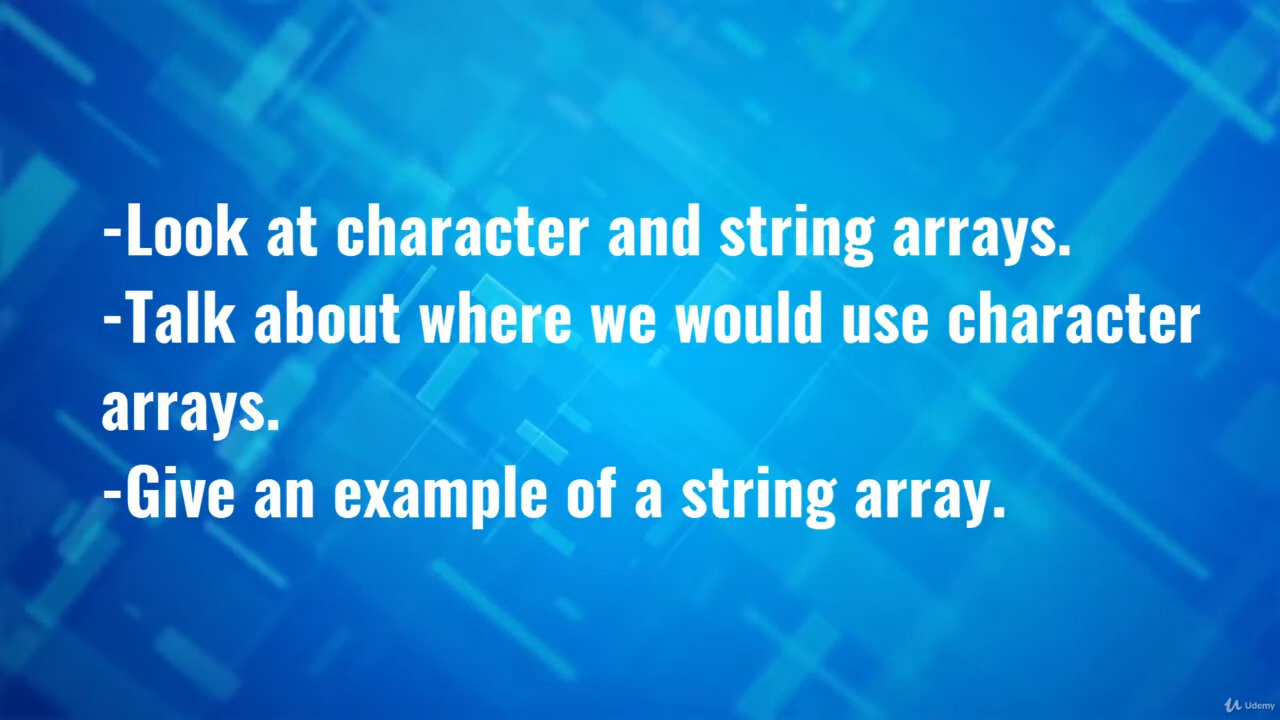 -Look at character and string arrays.
-Talk about where we would use character
arrays.
-Give an example of a string array.
Udemy